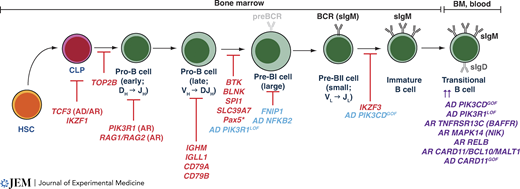 Bone marrow
BM, blood
preBCR
BCR (sIgM)
sIgM
sIgM
sIgD
HSC
CLP
Pro-B cell
(early;
DH → JH)
Pro-B cell
(late;
VH → DJH)
Pre-BI cell
(large)
Pre-BII cell
(small;
VL → JL)
Immature
B cell
Transitional
B cell
TCF3 (AD/AR)
IKZF1
TOP2B
PIK3R1 (AR)
RAG1/RAG2 (AR)
IGHM
IGLL1
CD79A
CD79B
BTK
BLNK
SPI1
SLC39A7
Pax5*
AD PIK3R1LOF
FNIP1
AD NFKB2
IKZF3
AD PIK3CDGOF
↑↑
AD PIK3CDGOF
AD PIK3R1LOF
AR TNFRSR13C (BAFFR)
AR MAPK14 (NIK)
AR RELB
AR CARD11/BCL10/MALT1
AD CARD11GOF
JEM | Journal of Experimental Medicine